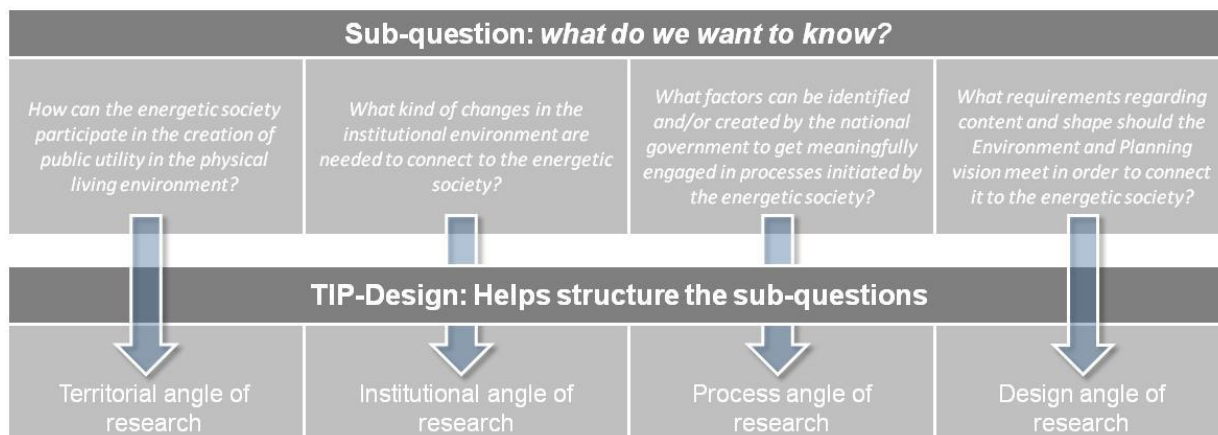 Sub-question: what do we want to know?
How can the energetic society
participate in the creation of
public utility in the physical
living environment?
What kind of changes in the
institutional environment are
needed to connect to the energetic
society?
What factors can be identified
and/or created by the national
government to get meaningfully
engaged in processes initiated by
the energetic society?
What requirements regarding
content and shape should the
Environment and Planning
vision meet in order to connect
it to the energetic society?
TIP-Design: Helps structure the sub-questions
Territorial angle of
research
Institutional angle of
research
Process angle of
research
Design angle of
research